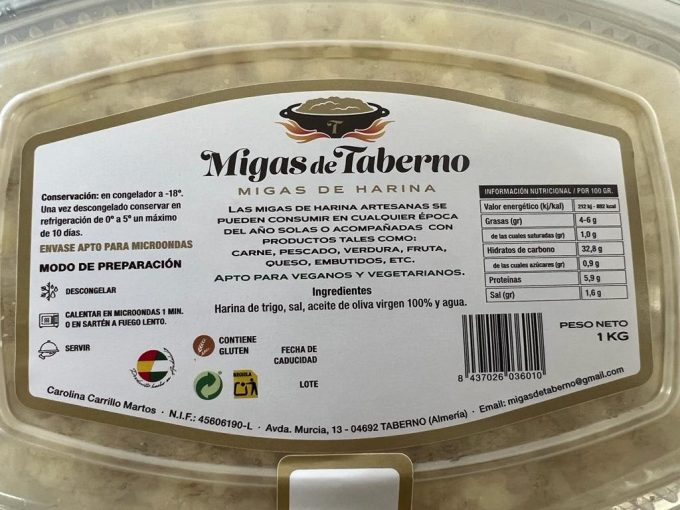 T
Migas de Taberno
MIGAS DE HARINA
LAS MIGAS DE HARINA ARTESANAS SE
PUEDEN CONSUMIR EN CUALQUIER ÉPOCA
DEL AÑO SOLAS O ACOMPAÑADAS CON
PRODUCTOS TALES COMO:
CARNE, PESCADO, VERDURA, FRUTA,
QUESO, EMBUTIDOS, ETC.
APTO PARA VEGANOS Y VEGETARIANOS.
Ingredientes
Harina de trigo, sal, aceite de oliva virgen 100% y agua.
Conservación: en congelador a -18º.
Una vez descongelado conservar en
refrigeración de 0º a 5º un máximo
de 10 días.
ENVASE APTO PARA MICROONDAS
MODO DE PREPARACIÓN
DESCONGELAR
CALENTAR EN MICROONDAS 1 MIN.
O EN SARTÉN A FUEGO LENTO.
SERVIR
CONTIENE
GLUTEN
RECICLA
FECHA DE
CADUCIDAD
LOTE
INFORMACIÓN NUTRICIONAL / POR 100 GR.
Valor energético (kj/kal) 212 kj - 892 kcal
Grasas (gr) 4-6 g
de las cuales saturadas (gr) 1,0 g
Hidratos de carbono 32,8 g
de las cuales azúcares (gr) 0,9 g
Proteinas 5,9 g
Sal (gr) 1,6 g
8 437026 036010
PESO NETO
1 KG
Carolina Carrillo Martos · N.I.F.: 45606190-L · Avda. Murcia, 13 - 04692 TABERNO (Almería) · Email: migasdetaberno@gmail.com